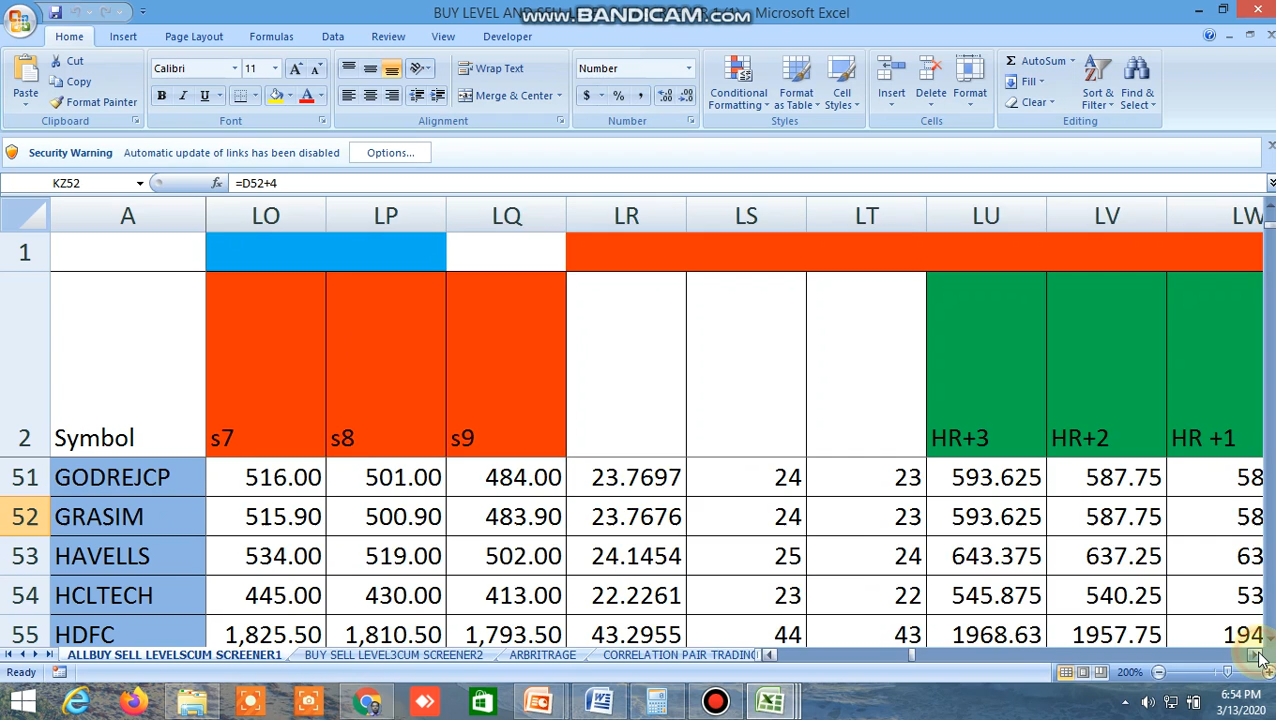 BUY LEVEL AND SEL
www.BANDICAM.com
(1) - Microsoft Excel
Home Insert Page Layout Formulas Data Review View Developer
Paste
Cut
Copy
Format Painter
Clipboard
Calibri 11
B I U A
Font
Wrap Text
Merge & Center
Alignment
Number
$ % ,
Number
Conditional Formatting
Format as Table
Cell Styles
Styles
Insert Delete Format
Cells
Σ AutoSum
Fill
Clear
Sort & Filter
Find & Select
Editing
Security Warning Automatic update of links has been disabled Options...
KZ52 fx =D52+4
A LO LP LQ LR LS LT LU LV LW
1
2 Symbol s7 s8 s9 HR+3 HR+2 HR +1
51 GODREJCP 516.00 501.00 484.00 23.7697 24 23 593.625 587.75 58
52 GRASIM 515.90 500.90 483.90 23.7676 24 23 593.625 587.75 58
53 HAVELLS 534.00 519.00 502.00 24.1454 25 24 643.375 637.25 63
54 HCLTECH 445.00 430.00 413.00 22.2261 23 22 545.875 540.25 53
55 HDFC 1,825.50 1,810.50 1,793.50 43.2955 44 43 1968.63 1957.75 194
ALLBUY SELL LEVELSCUM SCREENER1 BUY SELL LEVEL3CUM SCREENER2 ARBITRAGE CORRELATION PAIR TRADING
Ready 200%
6:54 PM
3/13/2020